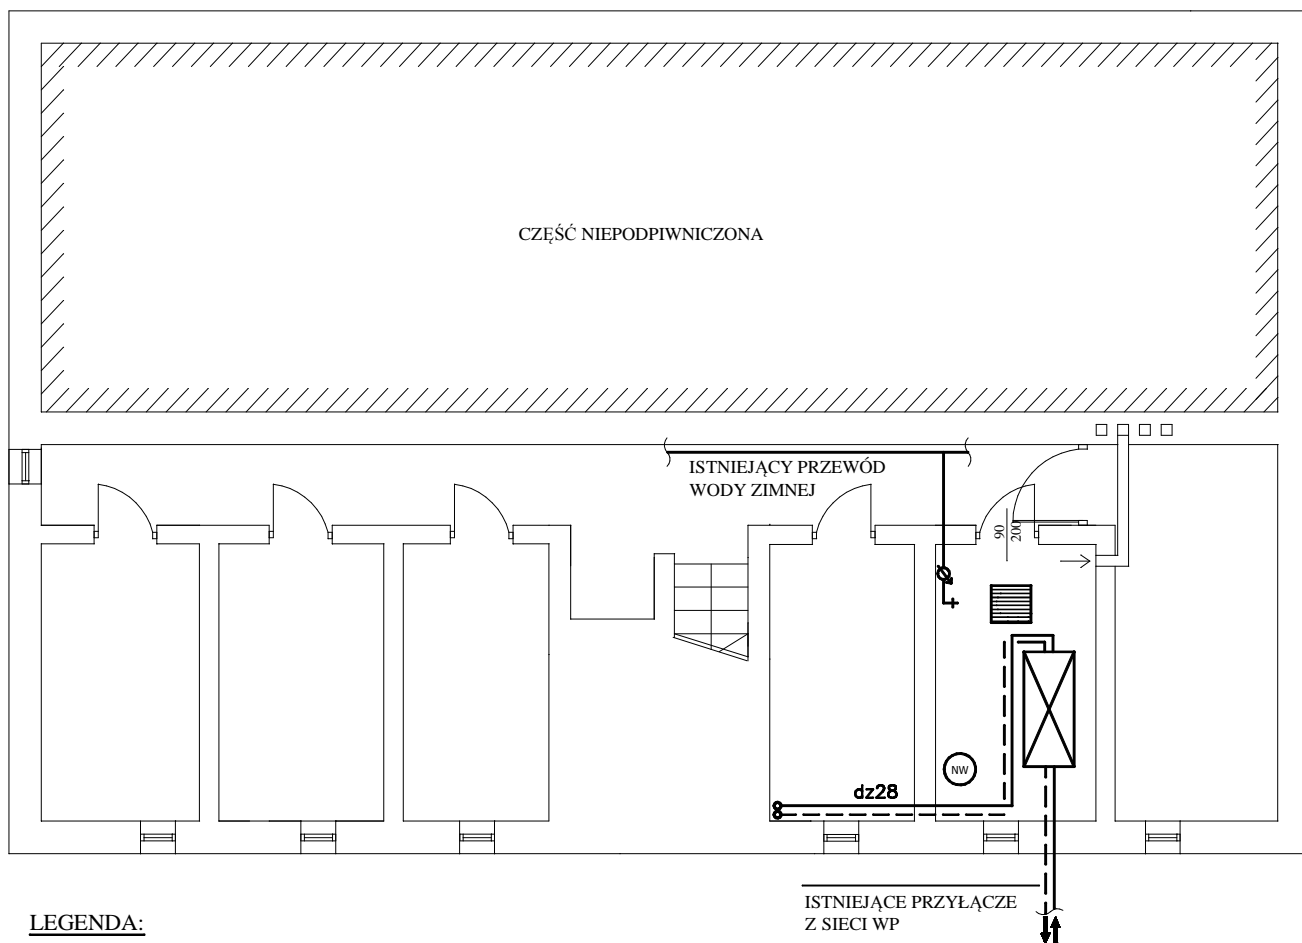 CZĘŚĆ NIEPODPIWNICZONA
ISTNIEJĄCY PRZEWÓD
WODY ZIMNEJ
90
200
NW
dz28
ISTNIEJĄCE PRZYŁĄCZE
Z SIECI WP
LEGENDA: